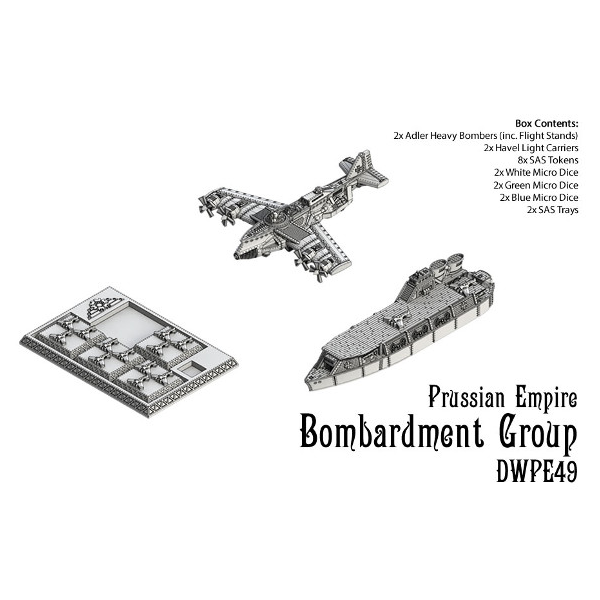 Box Contents:
2x Adler Heavy Bombers (inc. Flight Stands)
2x Havel Light Carriers
8x SAS Tokens
2x White Micro Dice
2x Green Micro Dice
2x Blue Micro Dice
2x SAS Trays
Prussian Empire
Bombardment Group
DWPE49